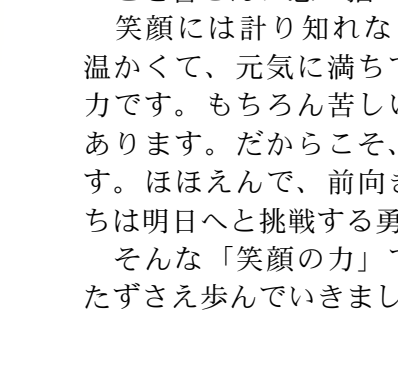 笑顔には計り知れな
温かくて、元気に満ち
力です。もちろん苦し
あります。だからこそ、
す。ほほえんで、前向
ちは明日へと挑戦する勇
そんな「笑顔の力」
たずさえ歩んでいきまし